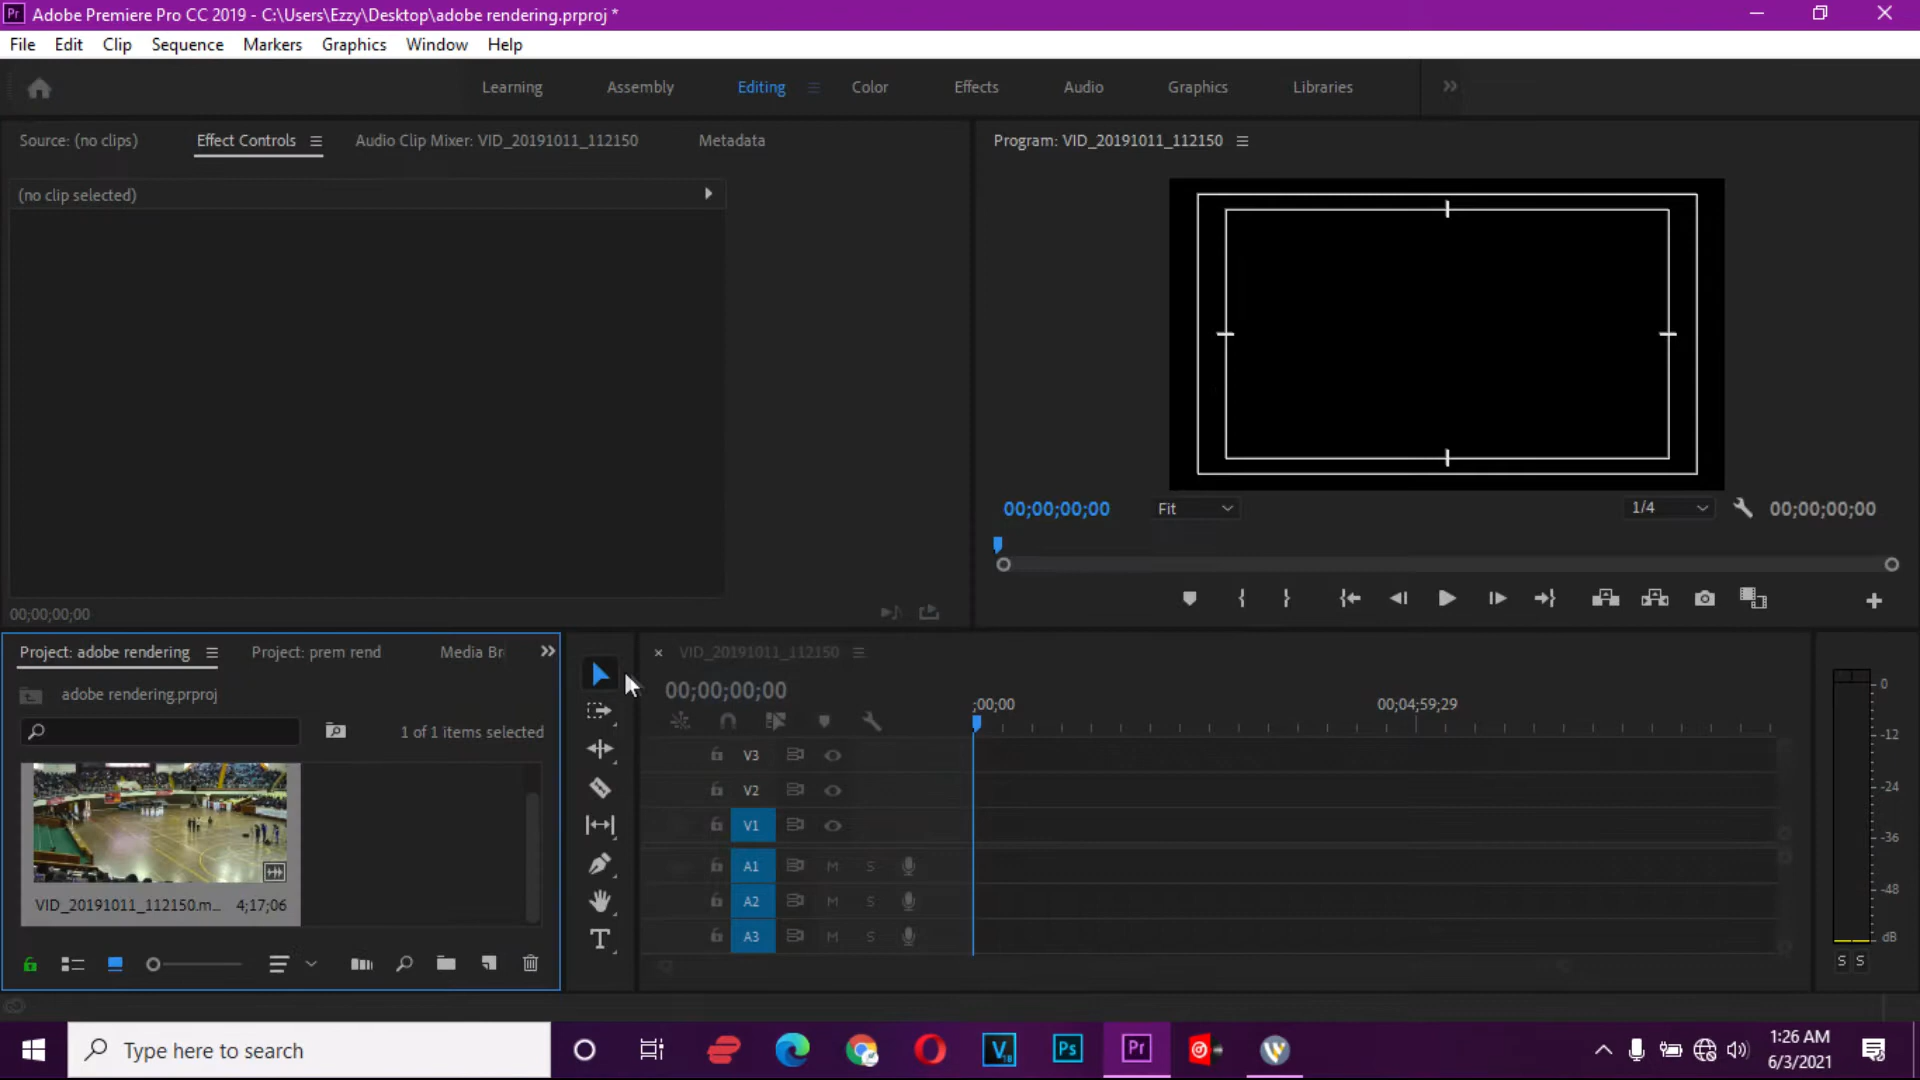 Adobe Premiere Pro CC 2019 - C:\Users\Ezzy\Desktop\adobe rendering.prproj *
File Edit Clip Sequence Markers Graphics Window Help
Learning Assembly Editing Color Effects Audio Graphics Libraries
Source: (no clips) Effect Controls Audio Clip Mixer: VID_20191011_112150 Metadata
Program: VID_20191011_112150
(no clip selected)
00;00;00;00 Fit 1/4 00;00;00;00
00;00;00;00
Project: adobe rendering Project: prem rend Media Br
VID_20191011_112150
adobe rendering.prproj
00;00;00;00
;00;00 00;04;59;29
1 of 1 items selected
V3
V2
V1
A1 M S
A2 M S
A3 M S
VID_20191011_112150.m... 4;17;06
0
-12
-24
-36
-48
dB
S S
T
Type here to search
Ps Pr
1:26 AM
6/3/2021